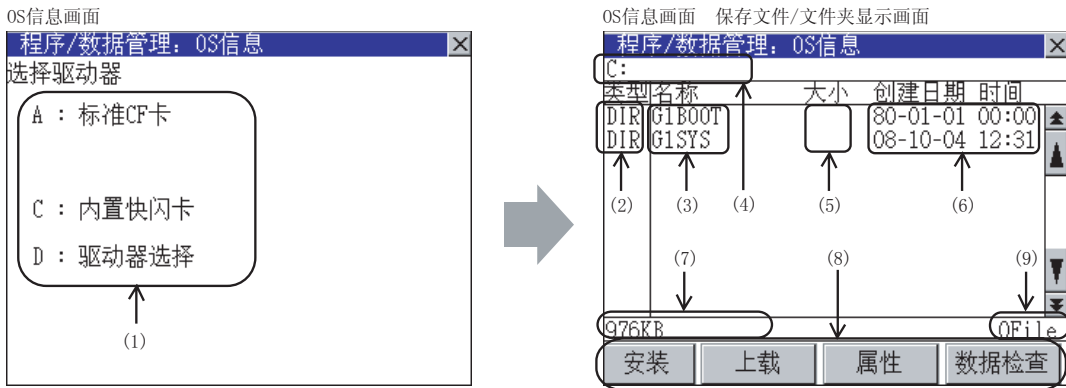 OS信息画面
程序/数据管理: OS信息
选择驱动器
A : 标准CF卡
C : 内置快闪卡
D : 驱动器选择
(1)
OS信息画面 保存文件/文件夹显示画面
程序/数据管理: OS信息
C:
类型 名称 大小 创建日期 时间
DIR G1BOOT 80-01-01 00:00
DIR G1SYS 08-10-04 12:31
(2) (3) (4) (5) (6)
(7) (8) (9)
976KB 0File
安装 上载 属性 数据检查